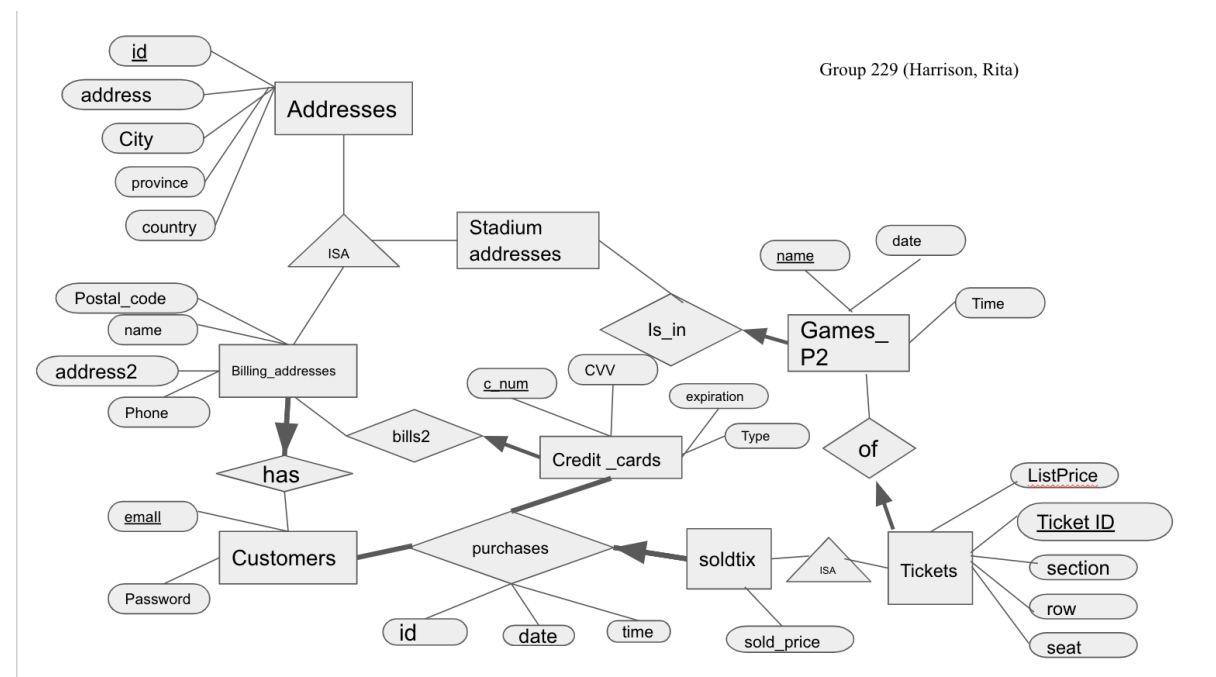 id
Group 229 (Harrison, Rita)
address
Addresses
City
province
country
ISA
Stadium
addresses
name
date
Time
Postal_code
name
address2
Phone
Billing_addresses
Is_in
Games_
P2
CVV
c_num
expiration
Type
bills2
Credit _cards
of
has
ListPrice
Ticket ID
section
row
seat
emall
Customers
Password
purchases
soldtix
ISA
Tickets
id
date
time
sold_price